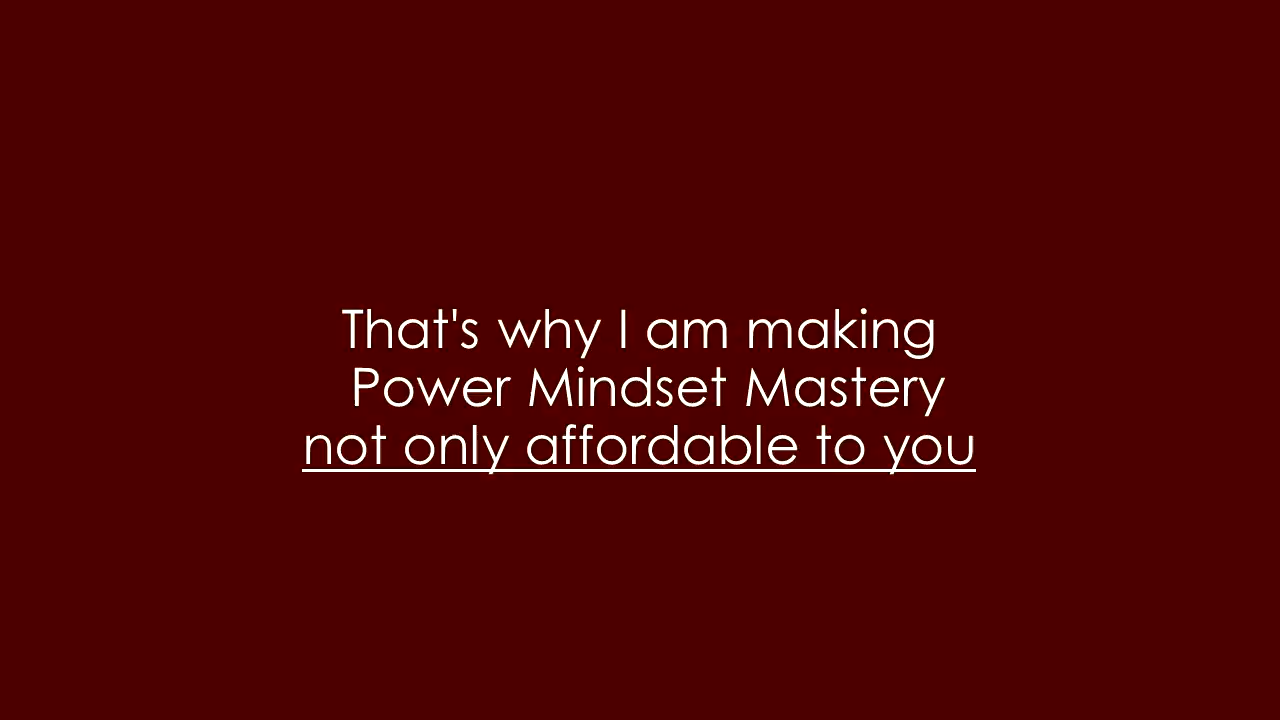 That's why I am making
Power Mindset Mastery
not only affordable to you